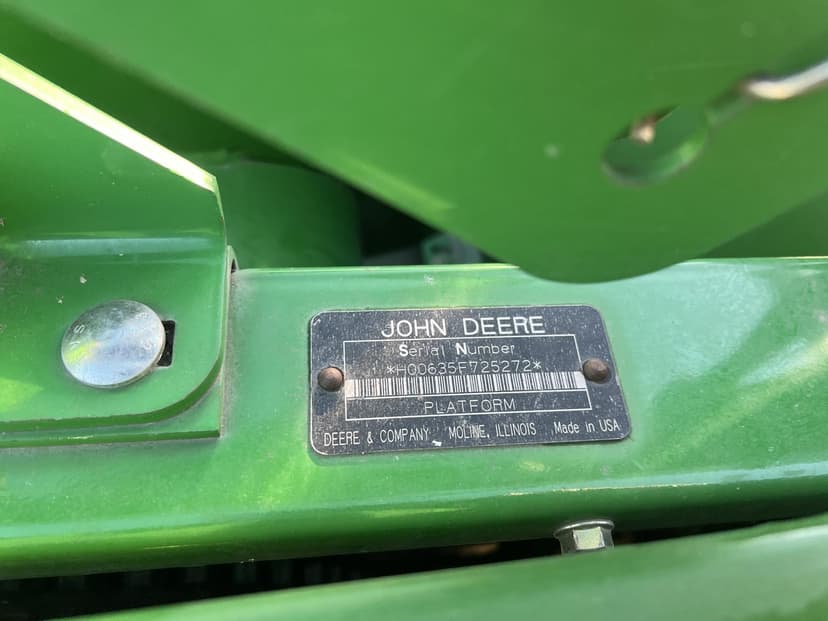 JOHN DEERE
Serial Number
*H00635F725272*
PLATFORM
DEERE & COMPANY MOLINE, ILLINOIS Made in USA